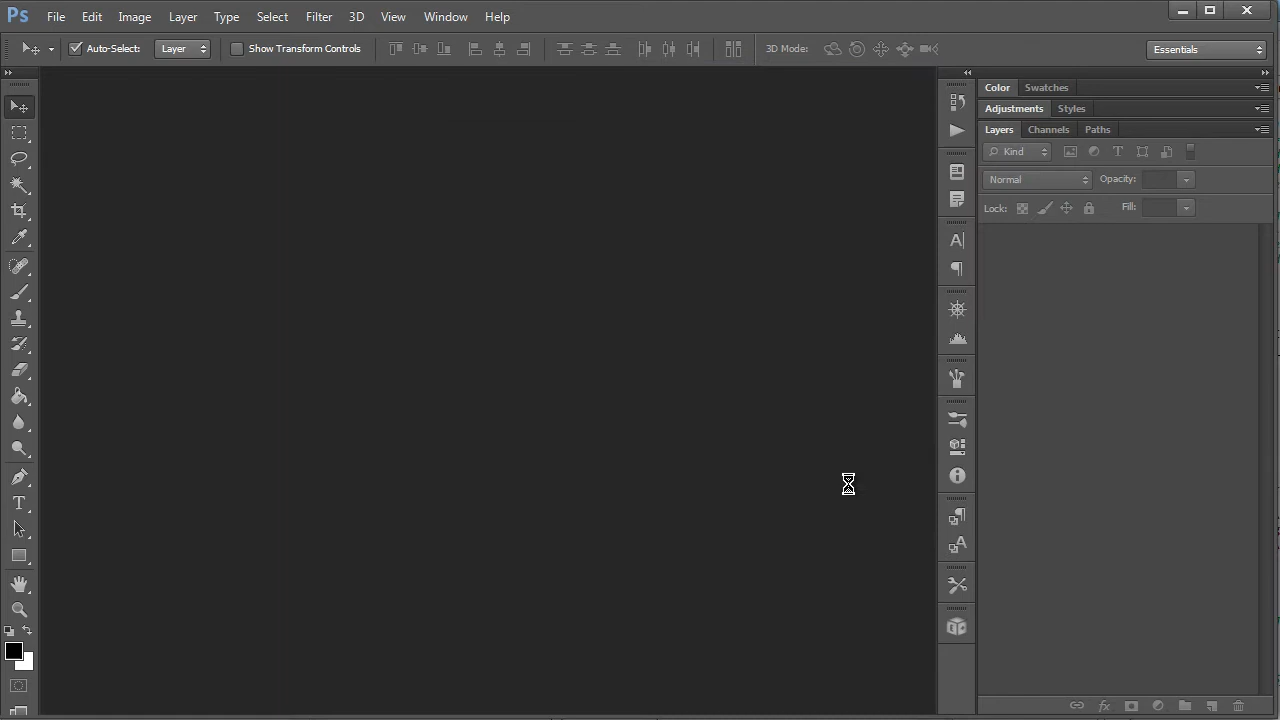 Ps File Edit Image Layer Type Select Filter 3D View Window Help
Auto-Select: Layer Show Transform Controls 3D Mode: Essentials
Color Swatches
Adjustments Styles
Layers Channels Paths
Kind
Normal Opacity:
Lock: Fill: